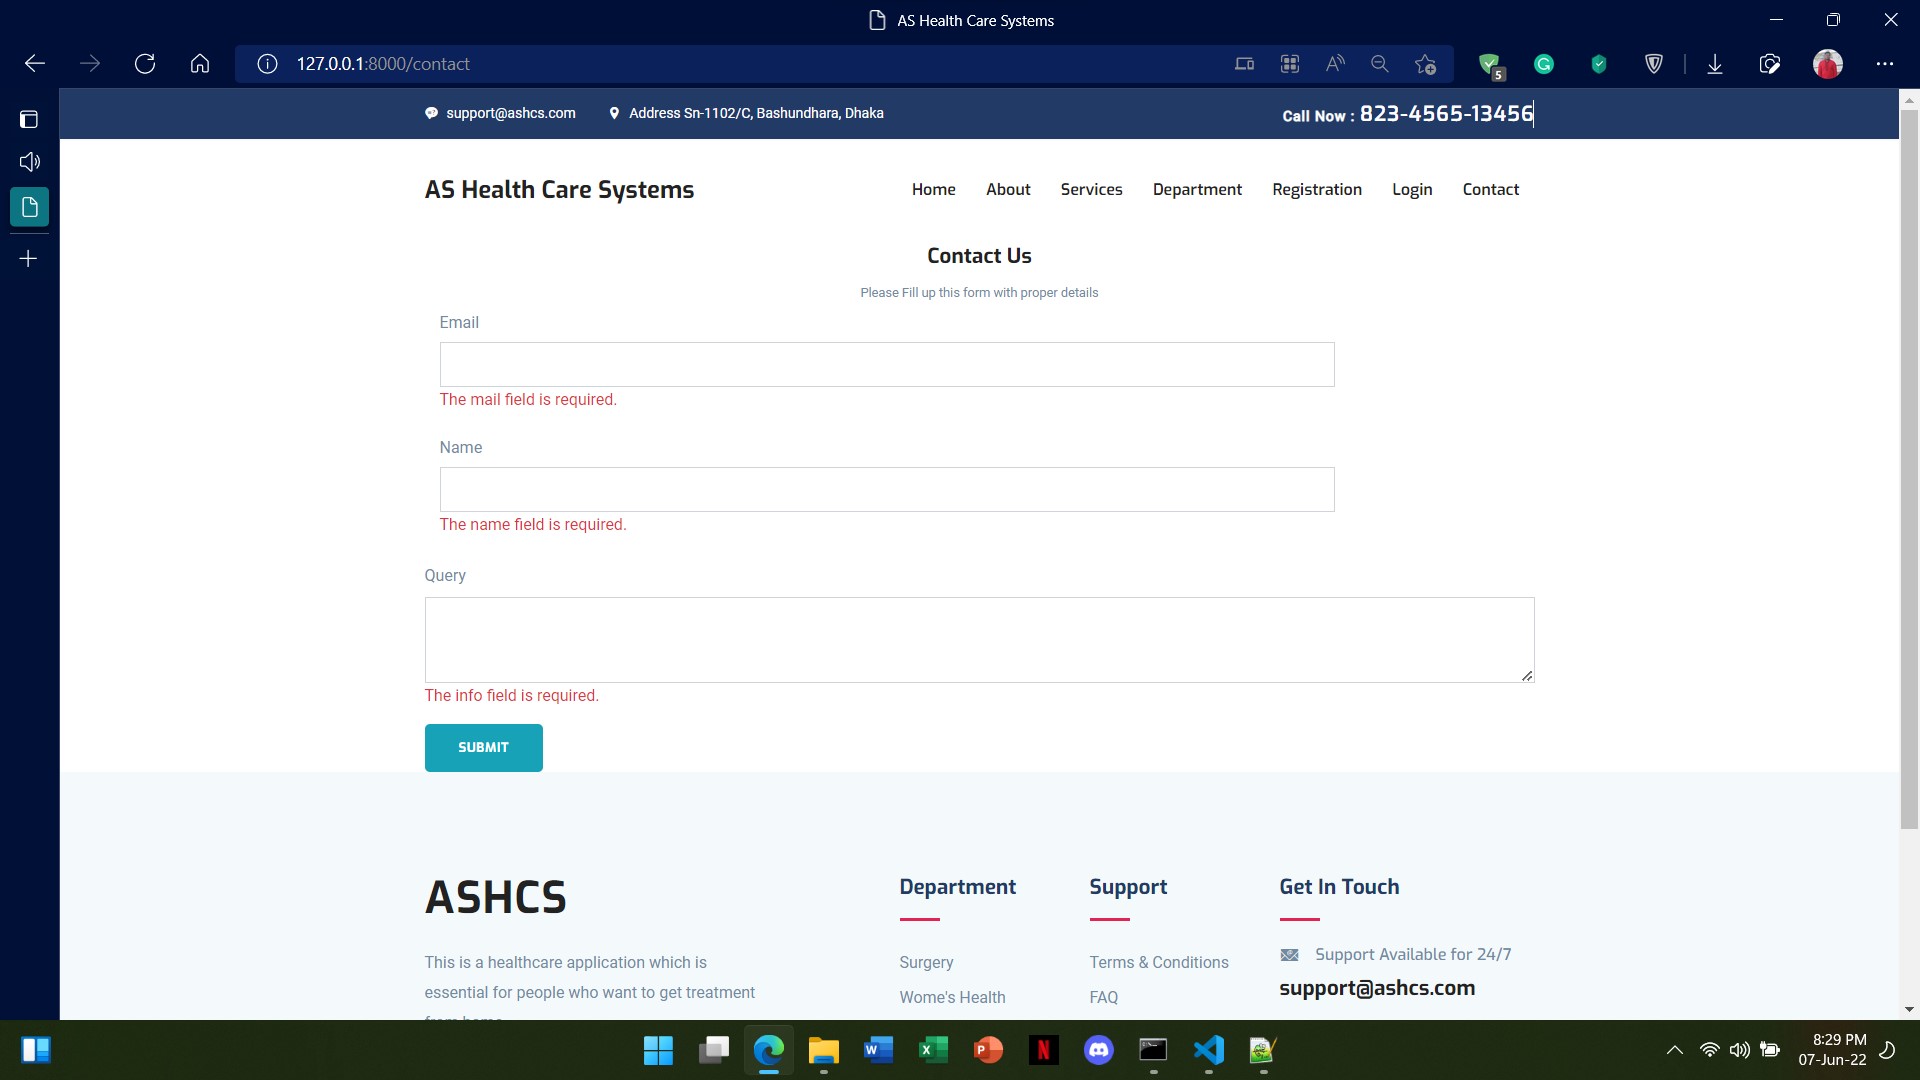 AS Health Care Systems
127.0.0.1:8000/contact
5
support@ashcs.com
Address Sn-1102/C, Bashundhara, Dhaka
Call Now : 823-4565-13456
AS Health Care Systems
Home
About
Services
Department
Registration
Login
Contact
Contact Us
Please Fill up this form with proper details
Email
The mail field is required.
Name
The name field is required.
Query
The info field is required.
SUBMIT
ASHCS
This is a healthcare application which is
essential for people who want to get treatment
from home
Department
Surgery
Wome's Health
Support
Terms & Conditions
FAQ
Get In Touch
Support Available for 24/7
support@ashcs.com
8:29 PM
07-Jun-22